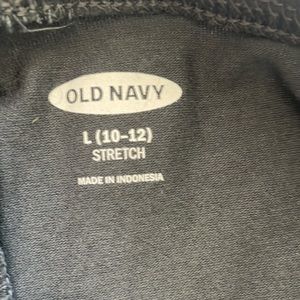 OLD NAVY
L (10-12)
STRETCH
MADE IN INDONESIA